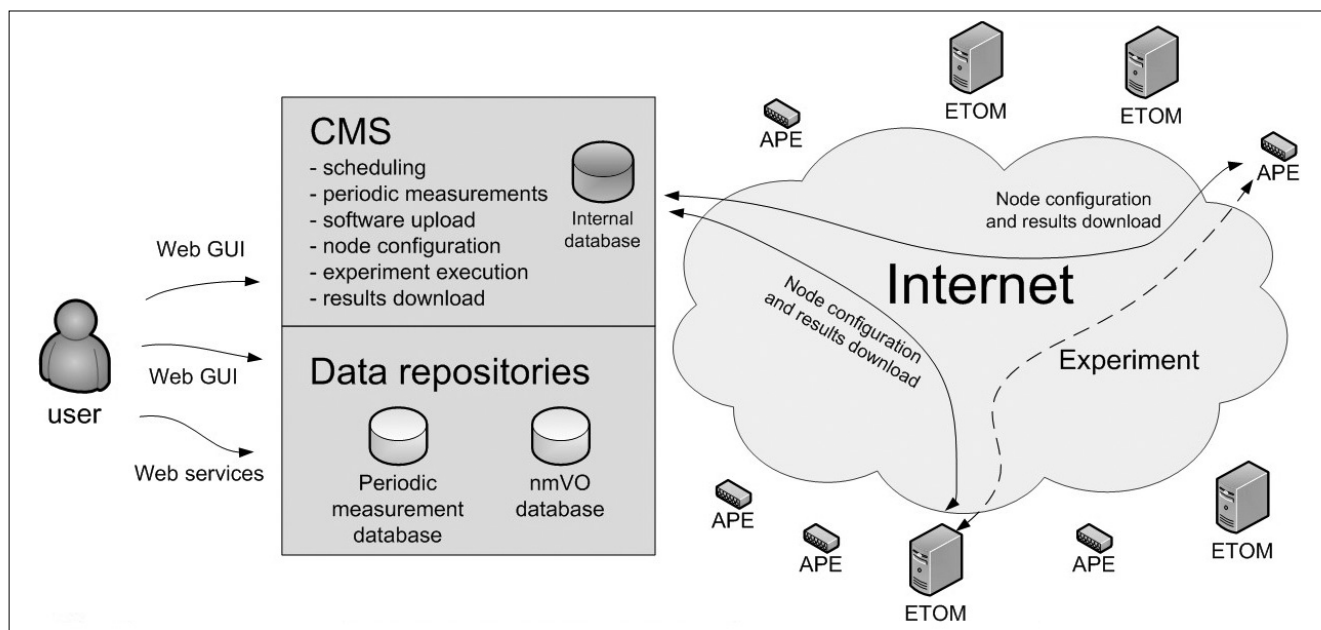 CMS
- scheduling
- periodic measurements
- software upload
- node configuration
- experiment execution
- results download
Internal
database
Web GUI
Web GUI
user
Web services
Data repositories
Periodic
measurement
database
nmVO
database
ETOM
ETOM
APE
APE
Node configuration
and results download
Internet
Node configuration
and results download
Experiment
APE
APE
ETOM
APE
ETOM